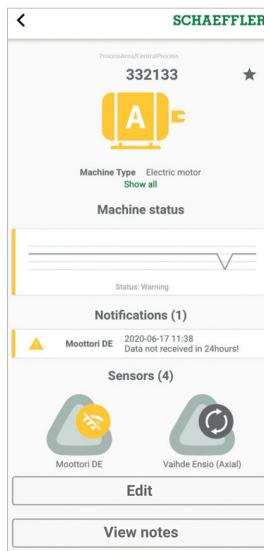 SCHAEFFLER
ProcessArea/CentralProcess
332133
A
Machine Type Electric motor
Show all
Machine status
Status: Warning
Notifications (1)
Moottori DE 2020-06-17 11:38
Data not received in 24hours!
Sensors (4)
Moottori DE Vaihde Ensio (Axial)
Edit
View notes